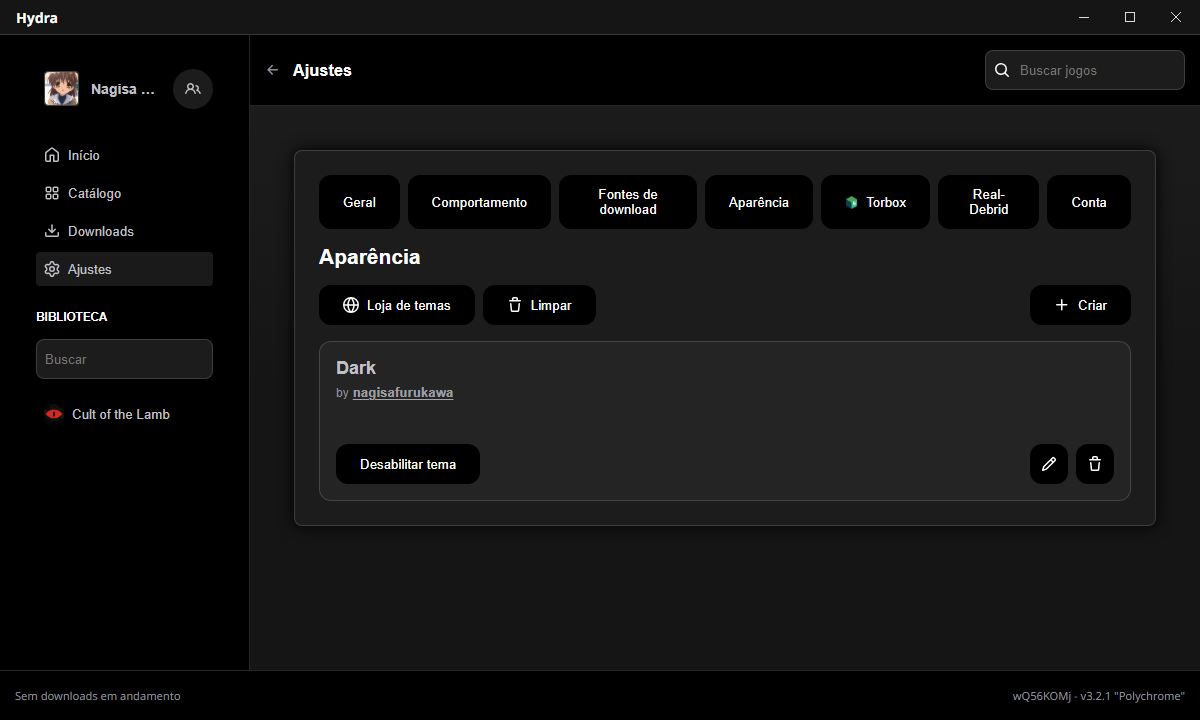 Hydra
Nagisa ...
Início
Catálogo
Downloads
Ajustes
BIBLIOTECA
Buscar
Cult of the Lamb
Ajustes
Buscar jogos
Geral
Comportamento
Fontes de
download
Aparência
Torbox
Real-
Debrid
Conta
Aparência
Loja de temas
Limpar
Criar
Dark
by nagisafurukawa
Desabilitar tema
Sem downloads em andamento
wQ56KOMj - v3.2.1 "Polychrome"